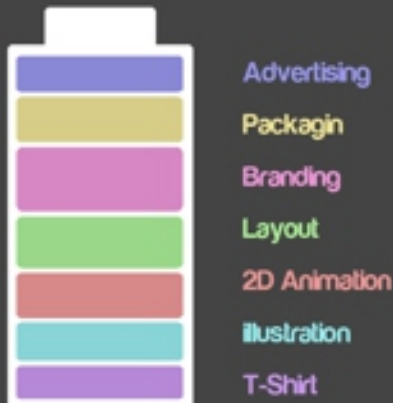 Advertising
Packagin
Branding
Layout
2D Animation
illustration
T-Shirt